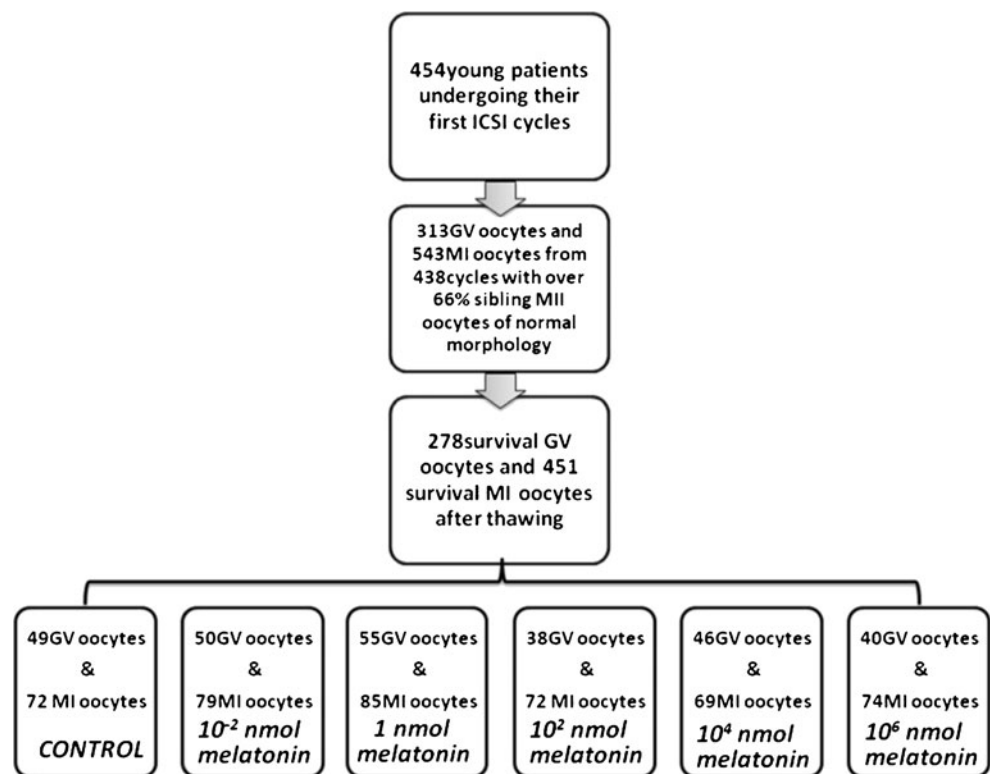 454young patients
undergoing their
first ICSI cycles
313GV oocytes and
543MI oocytes from
438cycles with over
66% sibling MII
oocytes of normal
morphology
278survival GV
oocytes and 451
survival MI oocytes
after thawing
49GV oocytes
&
72 MI oocytes
CONTROL
50GV oocytes
&
79MI oocytes
10⁻² nmol
melatonin
55GV oocytes
&
85MI oocytes
1 nmol
melatonin
38GV oocytes
&
72 MI oocytes
10² nmol
melatonin
46GV oocytes
&
69MI oocytes
10⁴ nmol
melatonin
40GV oocytes
&
74MI oocytes
10⁶ nmol
melatonin